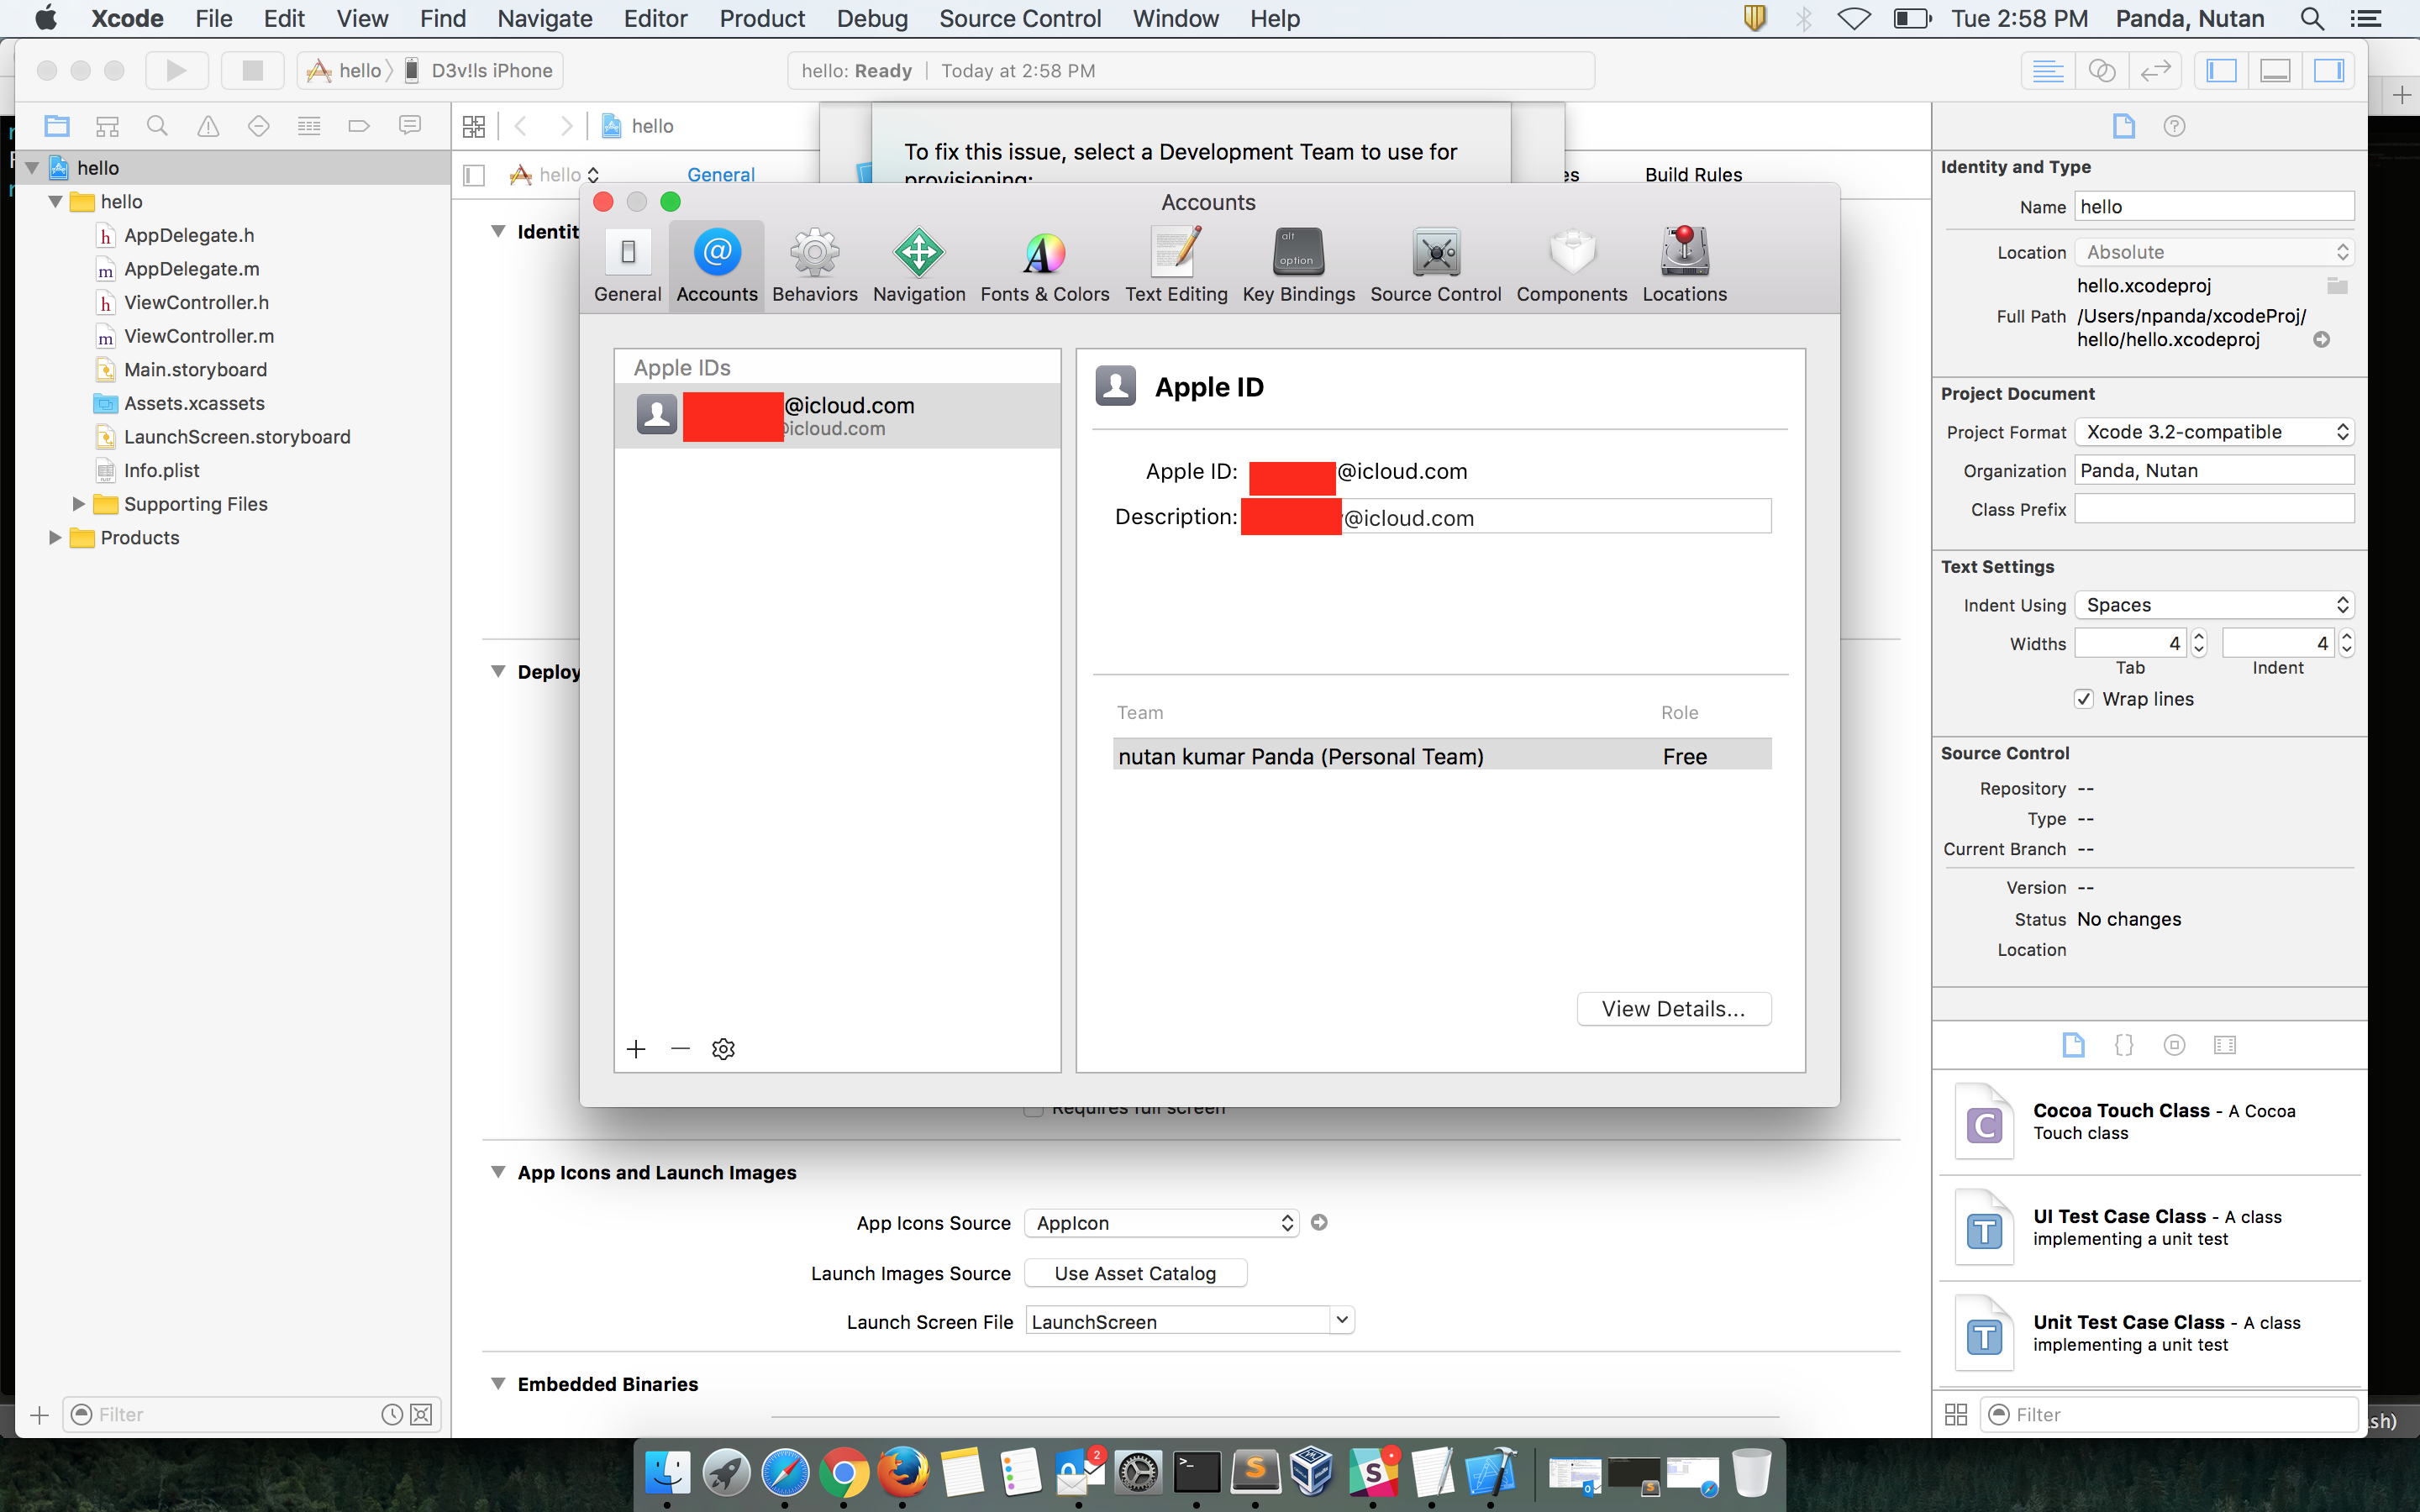 Xcode File Edit View Find Navigate Editor Product Debug Source Control Window Help Tue 2:58 PM Panda, Nutan
hello D3v!ls iPhone
hello: Ready | Today at 2:58 PM
hello
hello
hello
AppDelegate.h
AppDelegate.m
ViewController.h
ViewController.m
Main.storyboard
Assets.xcassets
LaunchScreen.storyboard
Info.plist
Supporting Files
Products
Filter
hello General
Build Rules
To fix this issue, select a Development Team to use for
provisioning:
Identit
Deploy
Accounts
General Accounts Behaviors Navigation Fonts & Colors Text Editing alt option Key Bindings Source Control Components Locations
Apple IDs
@icloud.com
icloud.com
Apple ID
Apple ID: @icloud.com
Description: @icloud.com
Team Role
nutan kumar Panda (Personal Team) Free
View Details...
Requires full screen
App Icons and Launch Images
App Icons Source AppIcon
Launch Images Source Use Asset Catalog
Launch Screen File LaunchScreen
Embedded Binaries
Identity and Type
Name hello
Location Absolute
hello.xcodeproj
Full Path /Users/npanda/xcodeProj/
hello/hello.xcodeproj
Project Document
Project Format Xcode 3.2-compatible
Organization Panda, Nutan
Class Prefix
Text Settings
Indent Using Spaces
Widths 4 4
Tab Indent
Wrap lines
Source Control
Repository --
Type --
Current Branch --
Version --
Status No changes
Location
C
Cocoa Touch Class - A Cocoa
Touch class
T
UI Test Case Class - A class
implementing a unit test
T
Unit Test Case Class - A class
implementing a unit test
Filter
sh)
2